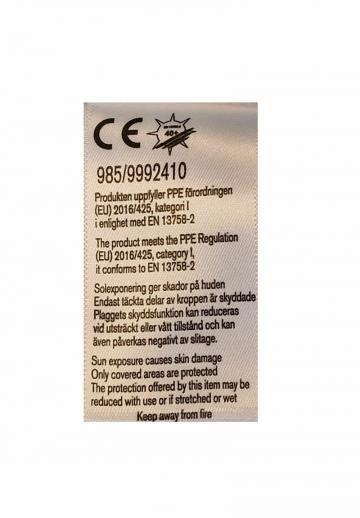 CE
40+
985/9992410
Produkten uppfyller PPE förordningen
(EU) 2016/425, kategori I
i enlighet med EN 13758-2
The product meets the PPE Regulation
(EU) 2016/425, category I,
it conforms to EN 13758-2
Solexponering ger skador på huden
Endast täckta delar av kroppen är skyddade
Plaggets skyddsfunktion kan reduceras
vid utsträckt eller vått tillstånd och kan
även påverkas negativt av slitage.
Sun exposure causes skin damage
Only covered areas are protected
The protection offered by this item may be
reduced with use or if stretched or wet
Keep away from fire